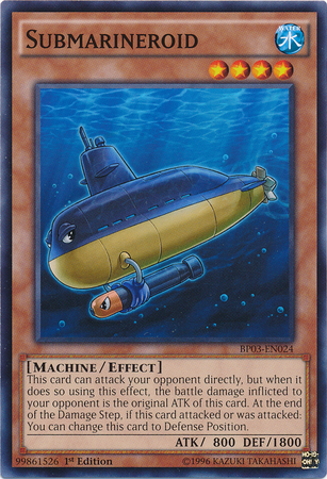 SUBMARINEROID
WATER
水
BP03-EN024
[MACHINE/EFFECT]
This card can attack your opponent directly, but when it
does so using this effect, the battle damage inflicted to
your opponent is the original ATK of this card. At the end
of the Damage Step, if this card attacked or was attacked:
You can change this card to Defense Position.
ATK/ 800 DEF/1800
99861526 1st Edition ©1996 KAZUKI TAKAHASHI